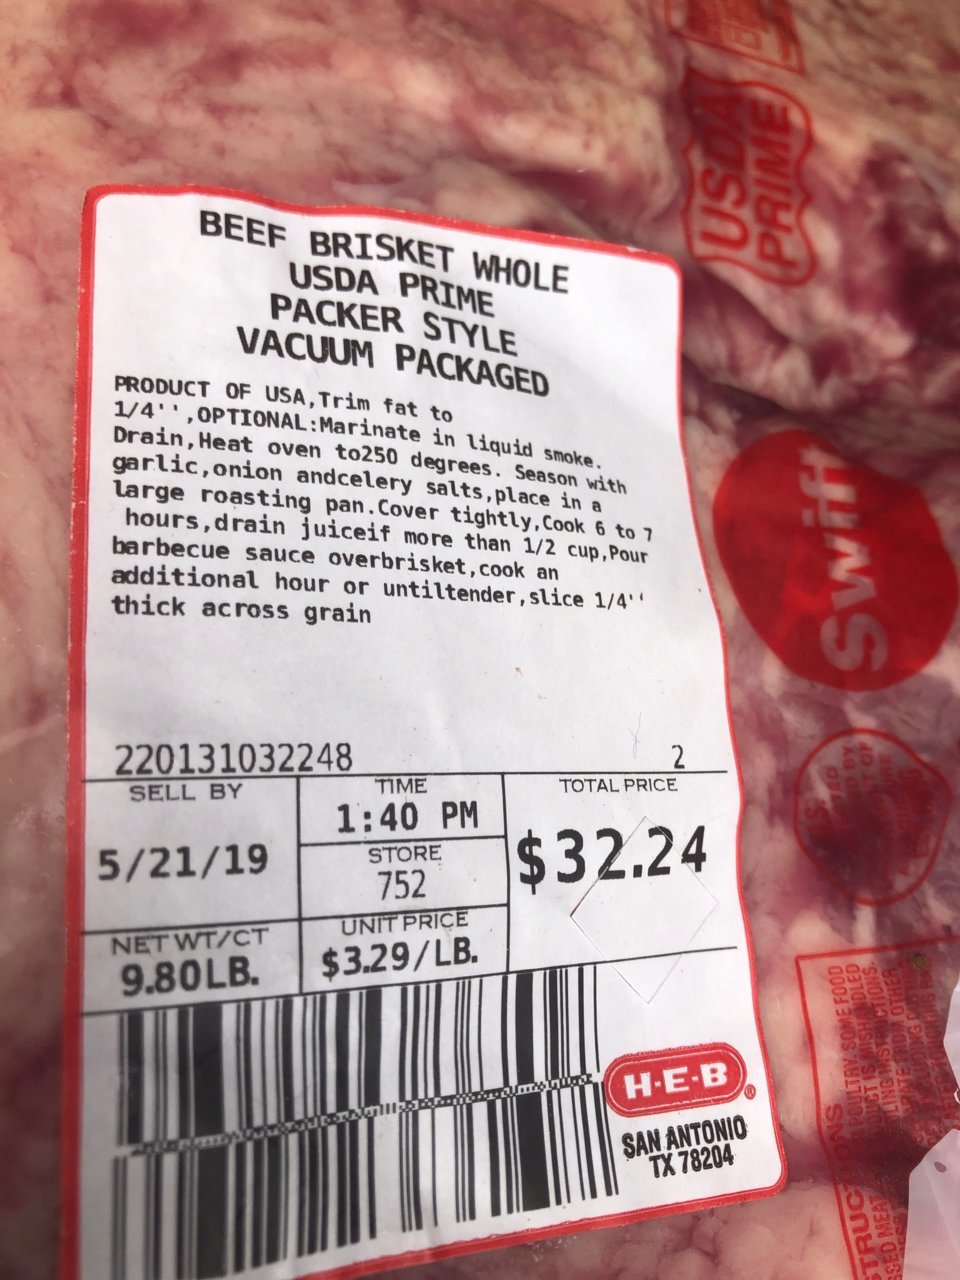 BEEF BRISKET WHOLE
USDA PRIME
PACKER STYLE
VACUUM PACKAGED
PRODUCT OF USA,Trim fat to
1/4'',OPTIONAL:Marinate in liquid smoke.
Drain,Heat oven to250 degrees. Season with
garlic,onion andcelery salts,place in a
large roasting pan.Cover tightly,Cook 6 to 7
hours,drain juiceif more than 1/2 cup,Pour
barbecue sauce overbrisket,cook an
additional hour or untiltender,slice 1/4''
thick across grain
220131032248 2
SELL BY
5/21/19
TIME
1:40 PM
STORE
752
TOTAL PRICE
$32.24
NET WT/CT
9.80LB.
UNIT PRICE
$3.29/LB.
H-E-B®
SAN ANTONIO
TX 78204
USDA
PRIME
Swift